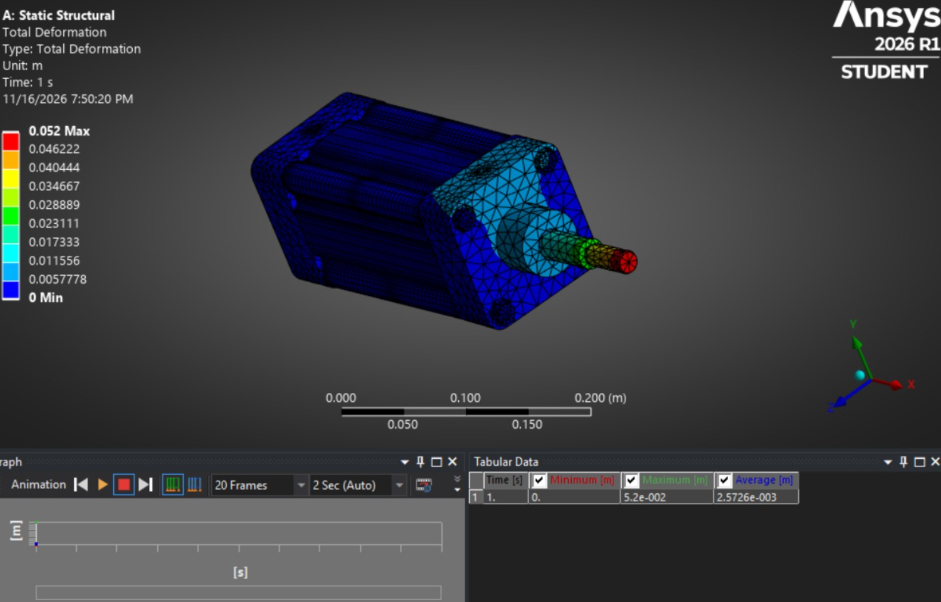 A: Static Structural
Total Deformation
Type: Total Deformation
Unit: m
Time: 1 s
11/16/2026 7:50:20 PM
Ansys
2026 R1
STUDENT
0.052 Max
0.046222
0.040444
0.034667
0.028889
0.023111
0.017333
0.011556
0.0057778
0 Min
Y
X
Z
0.000 0.100 0.200 (m)
0.050 0.150
raph
Animation 20 Frames 2 Sec (Auto)
[m]
[s]
Tabular Data
Time [s] Minimum [m] Maximum [m] Average [m]
1 1. 0. 5.2e-002 2.5726e-003